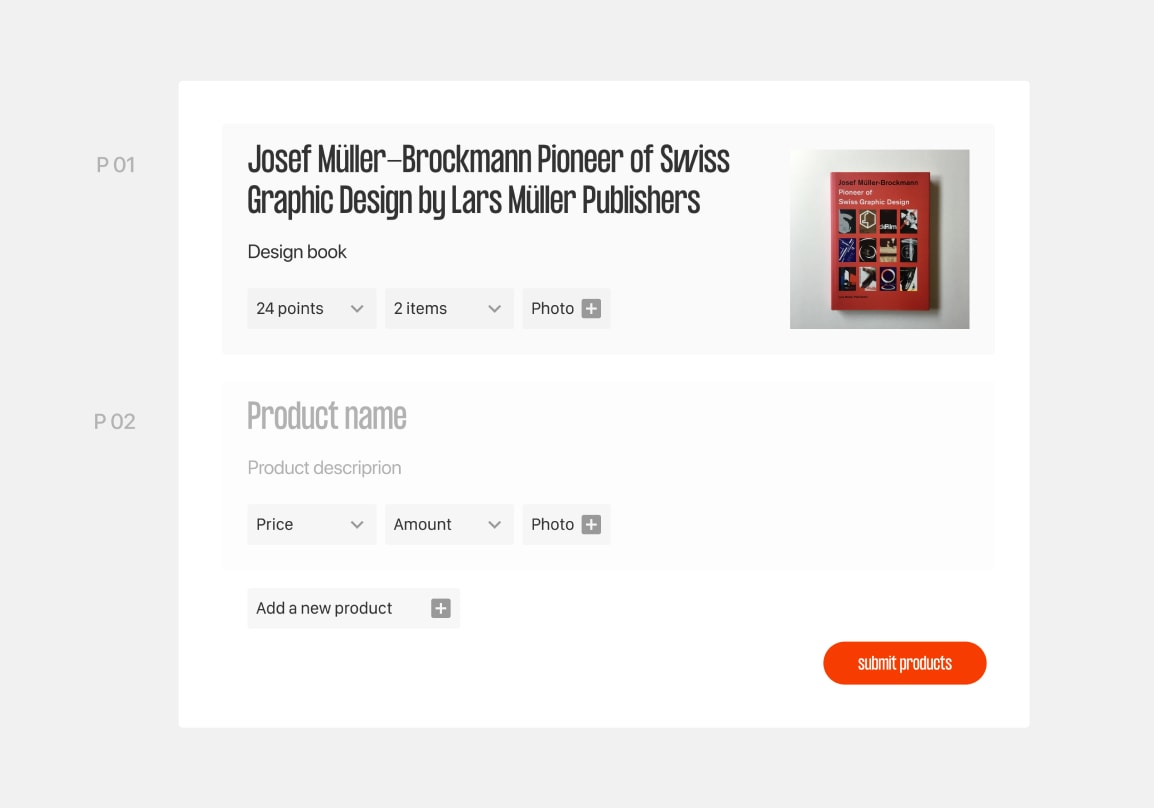 P 01
Josef Müller–Brockmann Pioneer of Swiss
Graphic Design by Lars Müller Publishers
Design book
24 points
2 items
Photo
Josef Müller-Brockmann
Pioneer of
Swiss Graphic Design
P 02
Product name
Product descriprion
Price
Amount
Photo
Add a new product
submit products